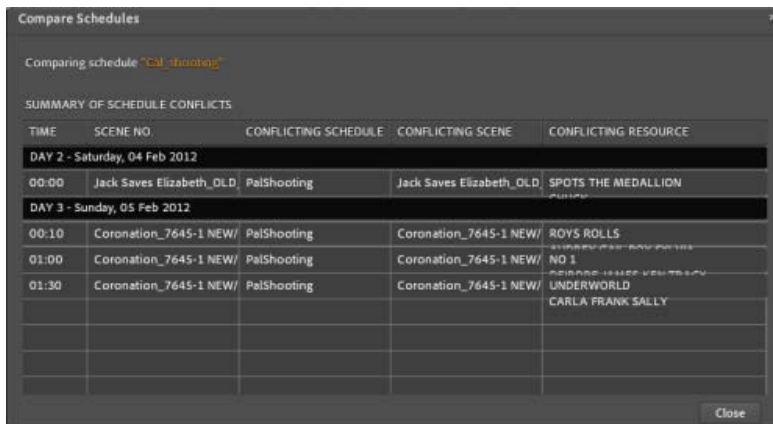 Compare Schedules
Comparing schedule "Cal_shooting"
SUMMARY OF SCHEDULE CONFLICTS
TIME SCENE NO. CONFLICTING SCHEDULE CONFLICTING SCENE CONFLICTING RESOURCE
DAY 2 - Saturday, 04 Feb 2012
00:00 Jack Saves Elizabeth_OLD PalShooting Jack Saves Elizabeth_OLD SPOTS THE MEDALLION
DAY 3 - Sunday, 05 Feb 2012
00:10 Coronation_7645-1 NEW/ PalShooting Coronation_7645-1 NEW/ ROYS ROLLS
01:00 Coronation_7645-1 NEW/ PalShooting Coronation_7645-1 NEW/ NO 1
01:30 Coronation_7645-1 NEW/ PalShooting Coronation_7645-1 NEW/ UNDERWORLD
CARLA FRANK SALLY
Close